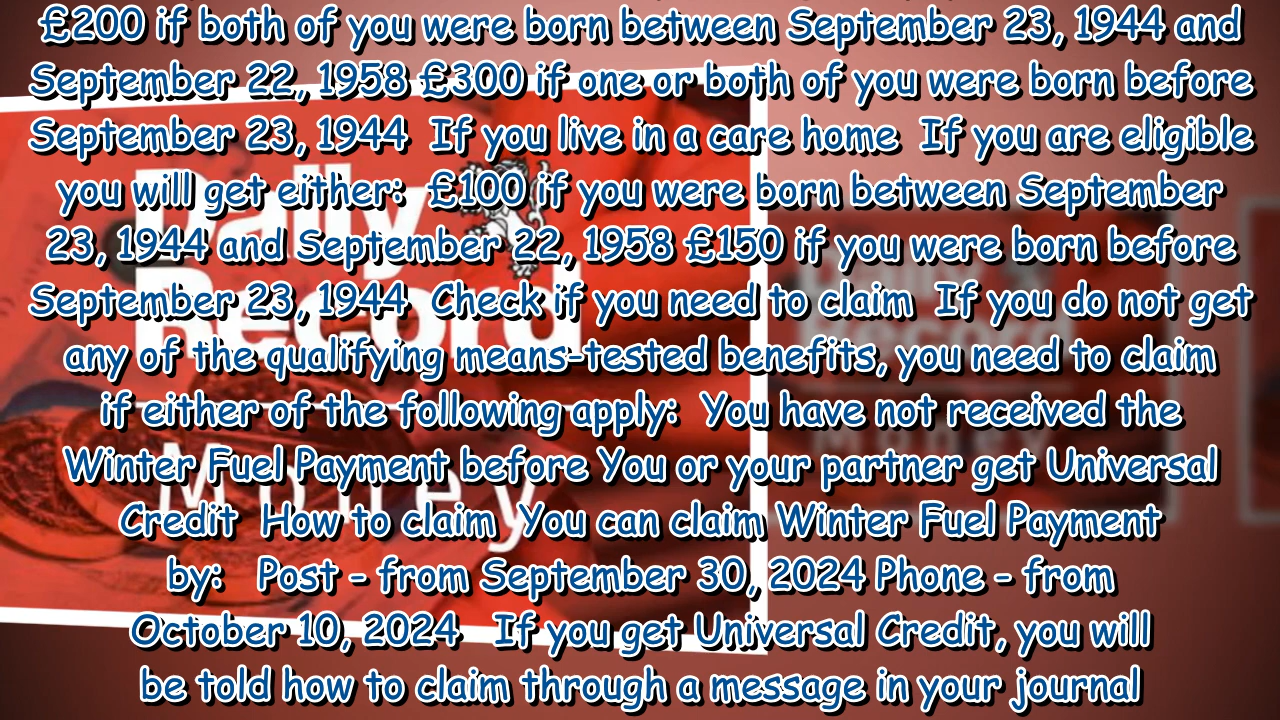 £200 if both of you were born between September 23, 1944 and
September 22, 1958 £300 if one or both of you were born before
September 23, 1944  If you live in a care home  If you are eligible
you will get either:  £100 if you were born between September
23, 1944 and September 22, 1958 £150 if you were born before
September 23, 1944  Check if you need to claim  If you do not get
any of the qualifying means-tested benefits, you need to claim
if either of the following apply:  You have not received the
Winter Fuel Payment before You or your partner get Universal
Credit  How to claim  You can claim Winter Fuel Payment
by:   Post – from September 30, 2024 Phone – from
October 10, 2024   If you get Universal Credit, you will
be told how to claim through a message in your journal
Daily
Record
Money